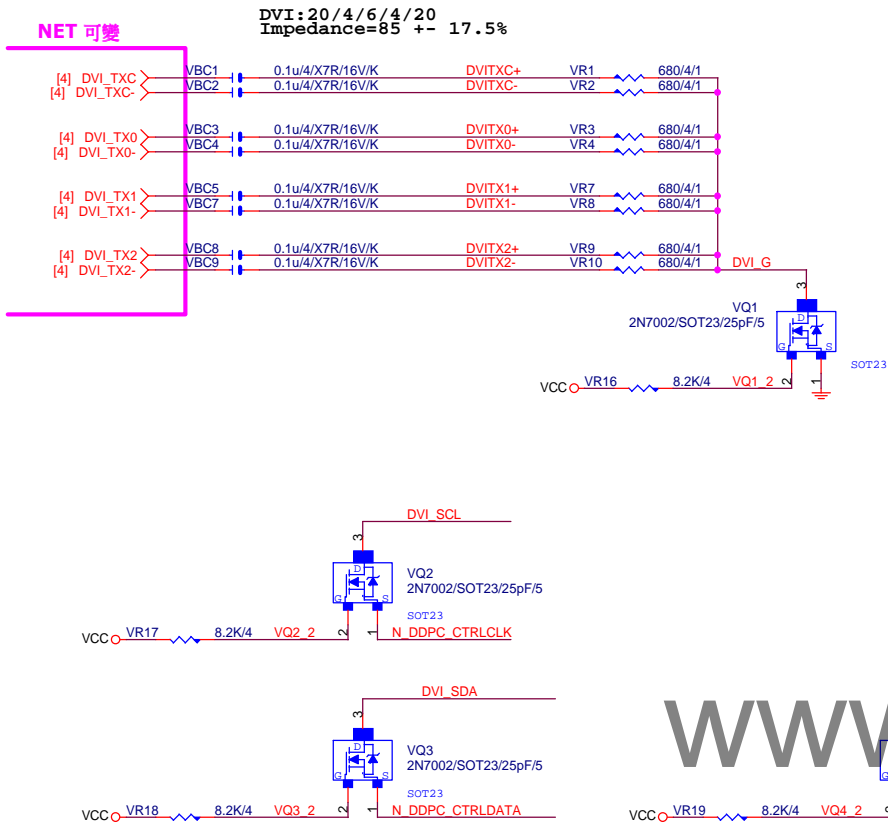 DVI:20/4/6/4/20
Impedance=85 +- 17.5%
NET 可變
[4] DVI_TXC VBC1 0.1u/4/X7R/16V/K DVITXC+ VR1 680/4/1
[4] DVI_TXC- VBC2 0.1u/4/X7R/16V/K DVITXC- VR2 680/4/1
[4] DVI_TX0 VBC3 0.1u/4/X7R/16V/K DVITX0+ VR3 680/4/1
[4] DVI_TX0- VBC4 0.1u/4/X7R/16V/K DVITX0- VR4 680/4/1
[4] DVI_TX1 VBC5 0.1u/4/X7R/16V/K DVITX1+ VR7 680/4/1
[4] DVI_TX1- VBC7 0.1u/4/X7R/16V/K DVITX1- VR8 680/4/1
[4] DVI_TX2 VBC8 0.1u/4/X7R/16V/K DVITX2+ VR9 680/4/1
[4] DVI_TX2- VBC9 0.1u/4/X7R/16V/K DVITX2- VR10 680/4/1 DVI_G
3
VQ1
2N7002/SOT23/25pF/5
D
G S
SOT23
VCC VR16 8.2K/4 VQ1_2 2 1
DVI_SCL
3
D VQ2
2N7002/SOT23/25pF/5
G S
SOT23
VCC VR17 8.2K/4 VQ2_2 2 1 N_DDPC_CTRLCLK
DVI_SDA
3
D VQ3
2N7002/SOT23/25pF/5
G S
SOT23
VCC VR18 8.2K/4 VQ3_2 2 1 N_DDPC_CTRLDATA
www
G
VCC VR19 8.2K/4 VQ4_2